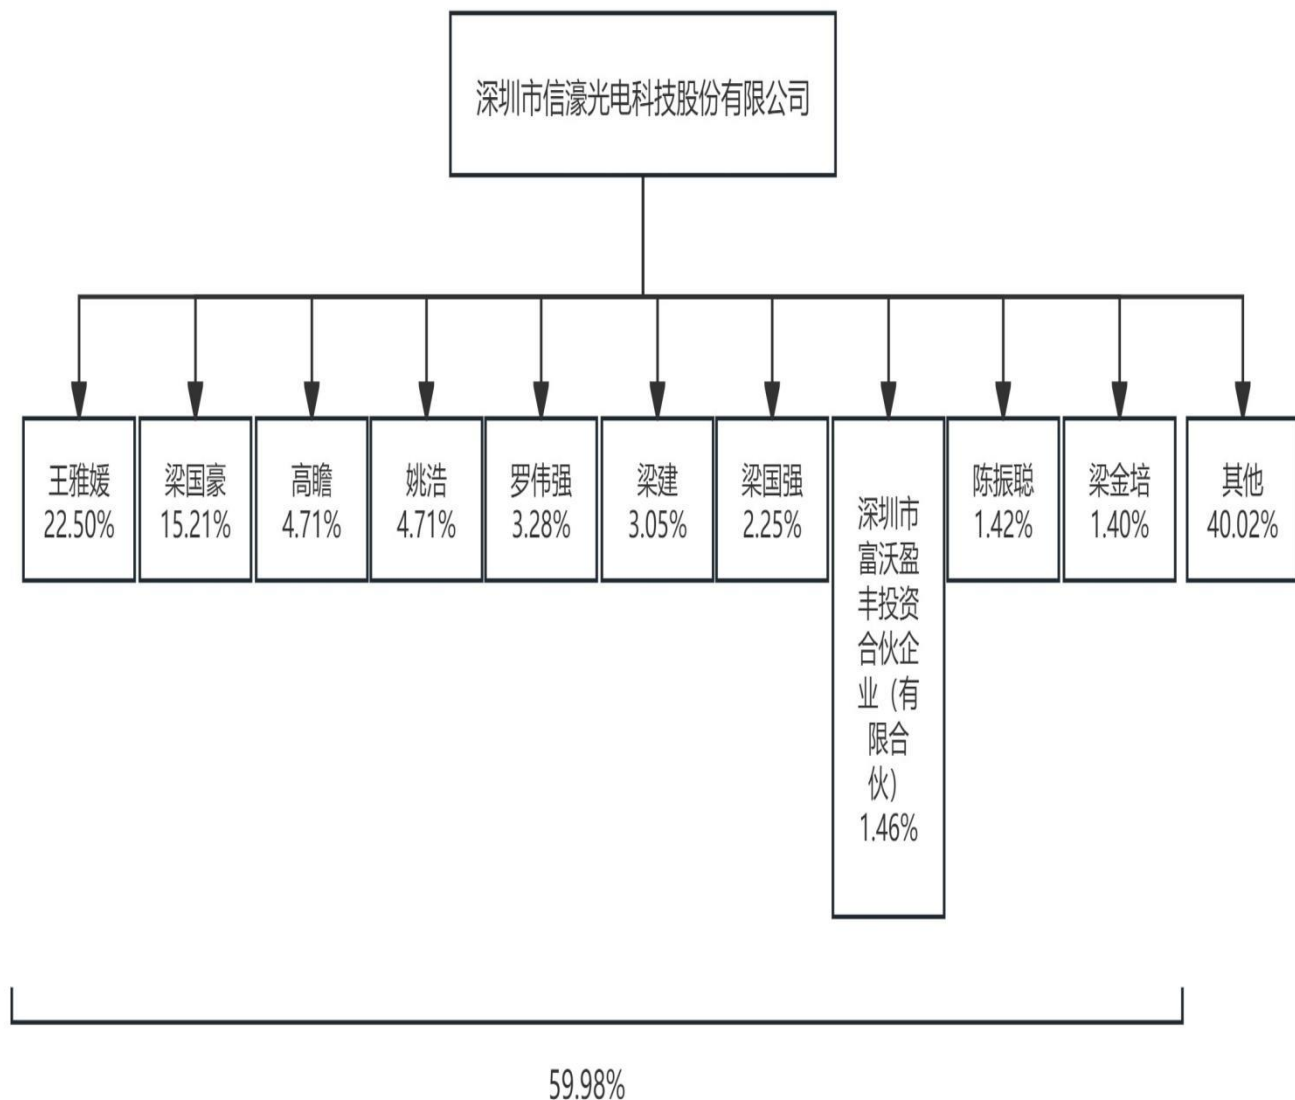 深圳市信濠光电科技股份有限公司
王雅媛
22.50%
梁国豪
15.21%
高瞻
4.71%
姚浩
4.71%
罗伟强
3.28%
梁建
3.05%
梁国强
2.25%
深圳市
富沃盈
丰投资
合伙企
业（有
限合
伙）
1.46%
陈振聪
1.42%
梁金培
1.40%
其他
40.02%
59.98%